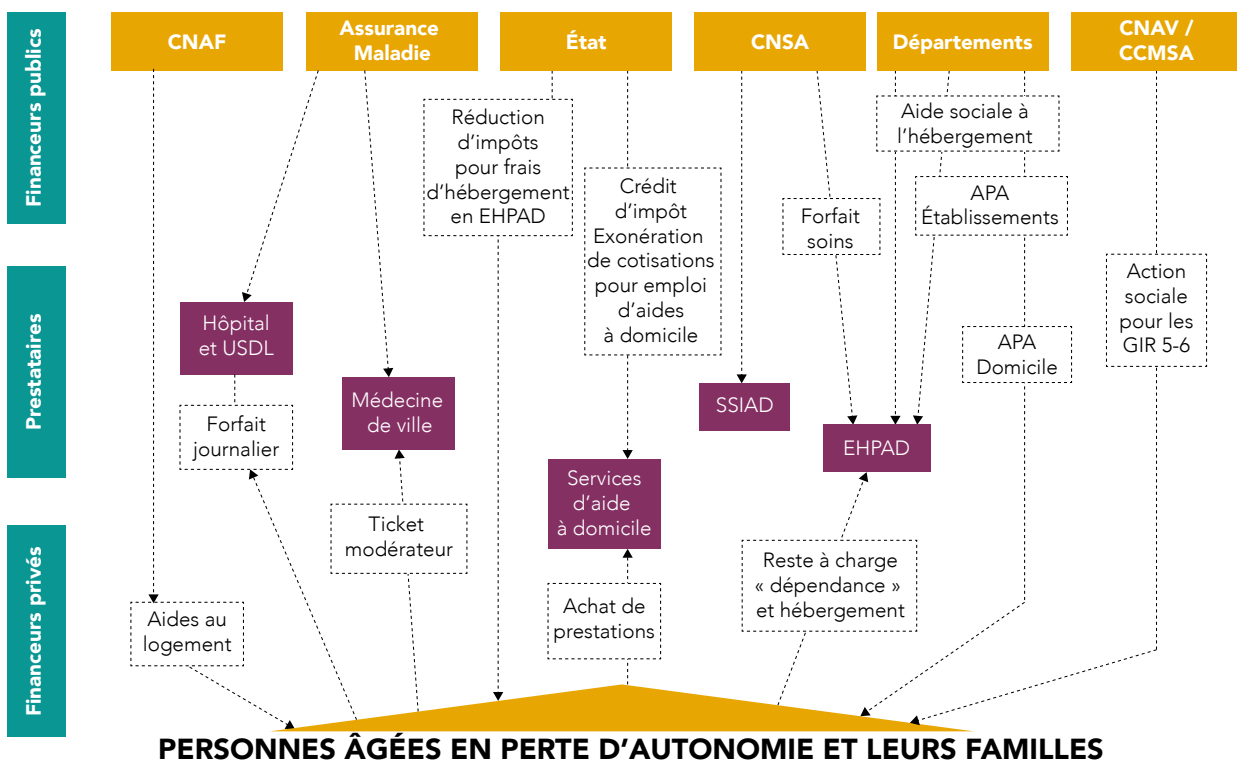 Financeurs publics
CNAF
Assurance
Maladie
État
CNSA
Départements
CNAV /
CCMSA
Réduction
d'impôts
pour frais
d'hébergement
en EHPAD
Crédit
d'impôt
Exonération
de cotisations
pour emploi
d'aides
à domicile
Forfait
soins
Aide sociale à
l'hébergement
APA
Établissements
Prestataires
Hôpital
et USDL
Forfait
journalier
Médecine
de ville
SSIAD
EHPAD
APA
Domicile
Action
sociale
pour les
GIR 5-6
Services
d'aide
à domicile
Financeurs privés
Aides au
logement
Ticket
modérateur
Achat de
prestations
Reste à charge
« dépendance »
et hébergement
PERSONNES ÂGÉES EN PERTE D'AUTONOMIE ET LEURS FAMILLES